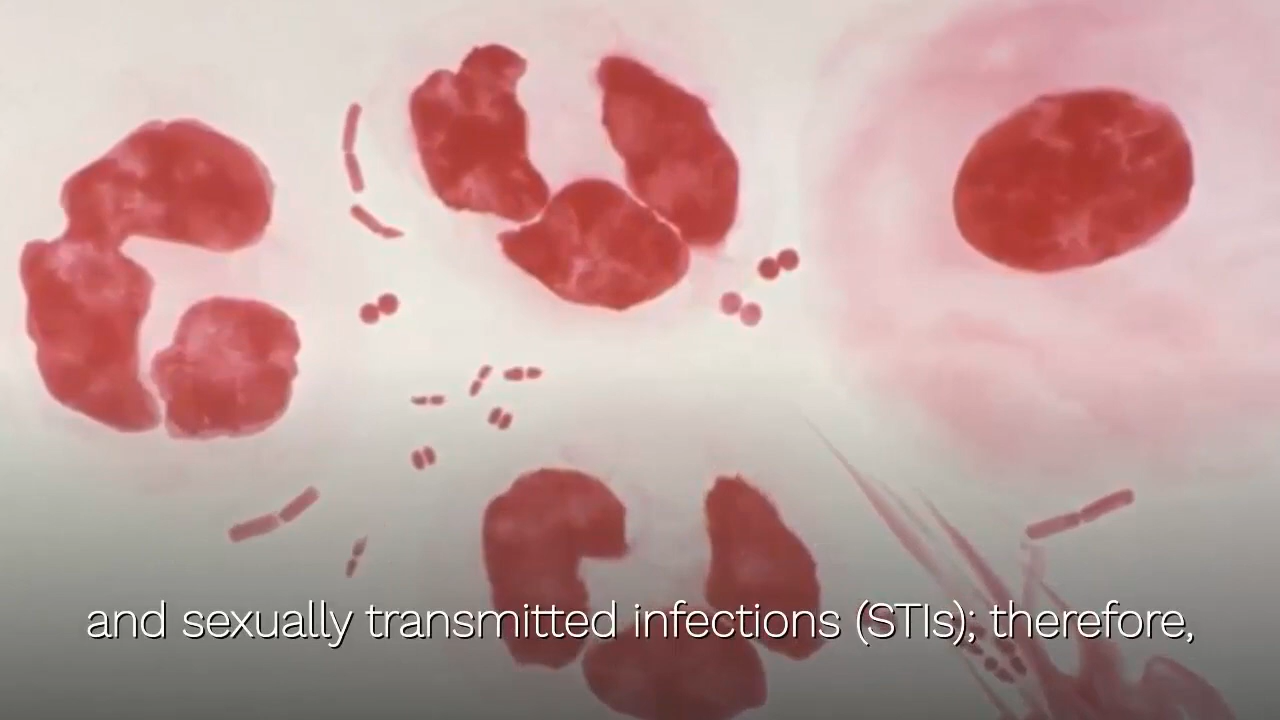 and sexually transmitted infections (STIs); therefore,